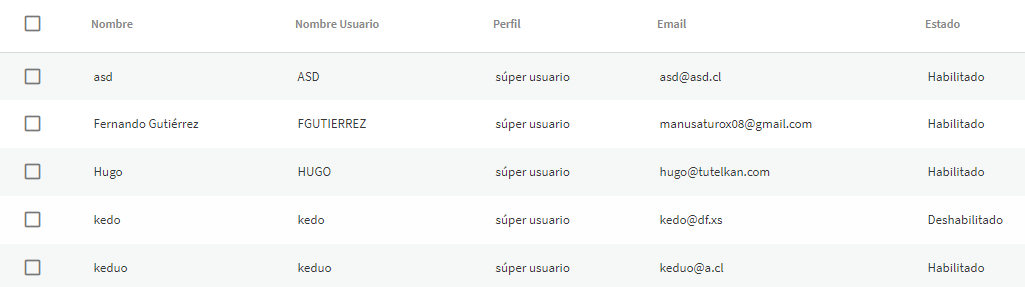 Nombre Nombre Usuario Perfil Email Estado
asd ASD súper usuario asd@asd.cl Habilitado
Fernando Gutiérrez FGUTIERREZ súper usuario manusaturox08@gmail.com Habilitado
Hugo HUGO súper usuario hugo@tutelkan.com Habilitado
kedo kedo súper usuario kedo@df.xs Deshabilitado
keduo keduo súper usuario keduo@a.cl Habilitado